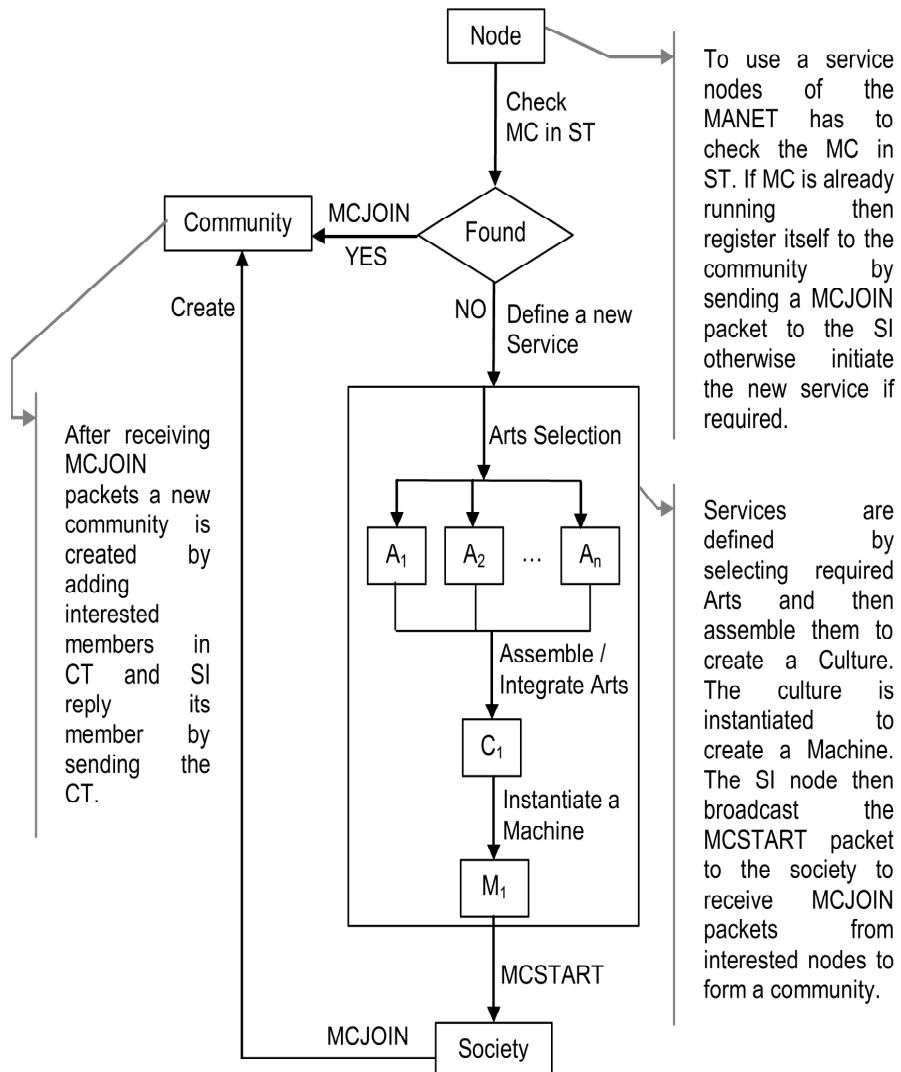 Node
Check
MC in ST
Found
MCJOIN
YES
Community
Create
NO
Define a new
Service
Arts Selection
A1
A2
...
An
Assemble /
Integrate Arts
C1
Instantiate a
Machine
M1
MCSTART
Society
MCJOIN
To use a service
nodes of the
MANET has to
check the MC in
ST. If MC is already
running then
register itself to the
community by
sending a MCJOIN
packet to the SI
otherwise initiate
the new service if
required.
After receiving
MCJOIN
packets a new
community is
created by
adding
interested
members in
CT and SI
reply its
member by
sending the
CT.
Services are
defined by
selecting required
Arts and then
assemble them to
create a Culture.
The culture is
instantiated to
create a Machine.
The SI node then
broadcast the
MCSTART packet
to the society to
receive MCJOIN
packets from
interested nodes to
form a community.